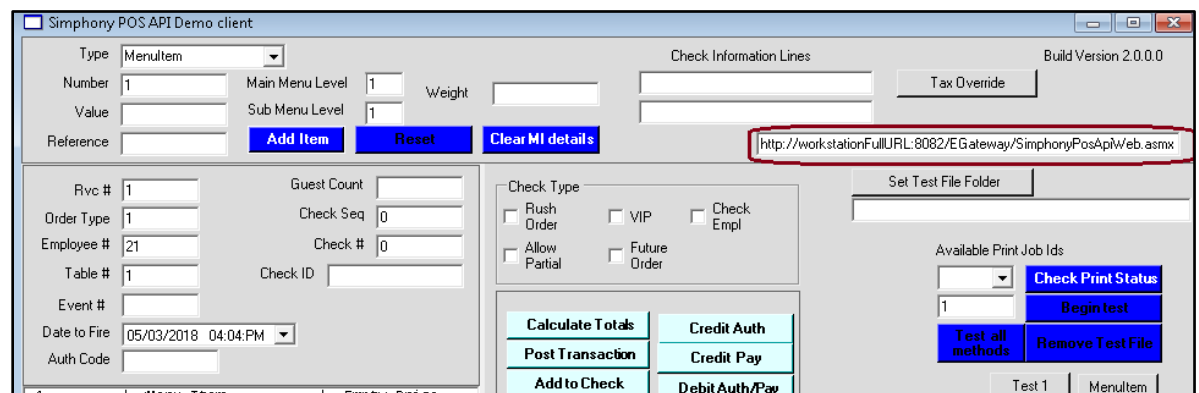 Simphony POS API Demo client
Type MenuItem Check Information Lines Build Version 2.0.0.0
Number 1 Main Menu Level 1 Weight Tax Override
Value Sub Menu Level 1
Reference Add Item Reset Clear MI details http://workstationFullURL:8082/EGateway/SimphonyPosApiWeb.asmx
Rvc # 1 Guest Count Check Type Set Test File Folder
Order Type 1 Check Seq 0 Rush Order VIP Check Empl
Employee # 21 Check # 0 Allow Partial Future Order Available Print Job Ids
Table # 1 Check ID Check Print Status
Event # 1 Begin test
Date to Fire 05/03/2018 04:04:PM Calculate Totals Credit Auth Test all methods Remove Test File
Auth Code Post Transaction Credit Pay
Add to Check Debit Auth/Pay Test 1 MenuItem